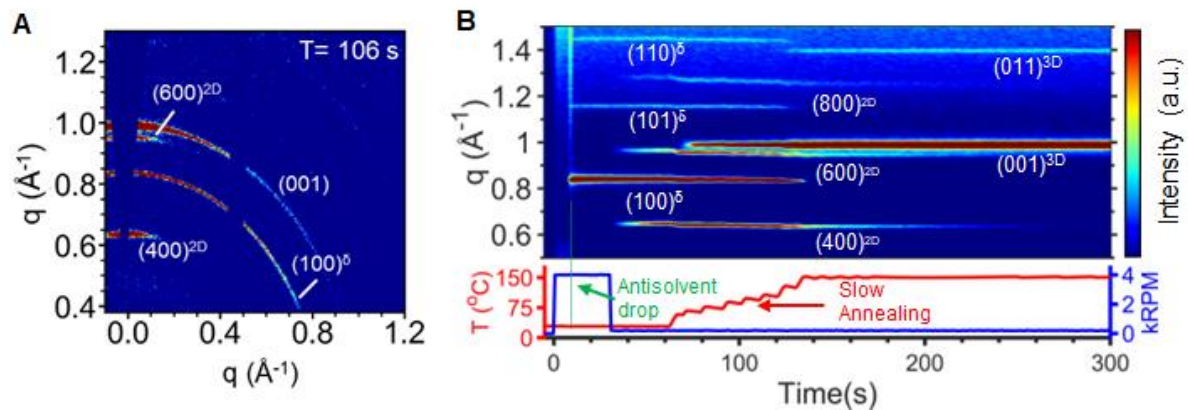 A
T= 106 s
1.2
1.0
0.8
0.6
0.4
q (Å-1)
(600)2D
(001)
(400)2D
(100)δ
0.0 0.4 0.8 1.2
q (Å-1)
B
1.4
1.2
1
0.8
0.6
q (Å-1)
(110)δ
(011)3D
(800)2D
(101)δ
(001)3D
(600)2D
(100)δ
(400)2D
Intensity (a.u.)
150
75
0
T (oC)
Antisolvent
drop
Slow
Annealing
4
2
0
kRPM
0 100 200 300
Time(s)